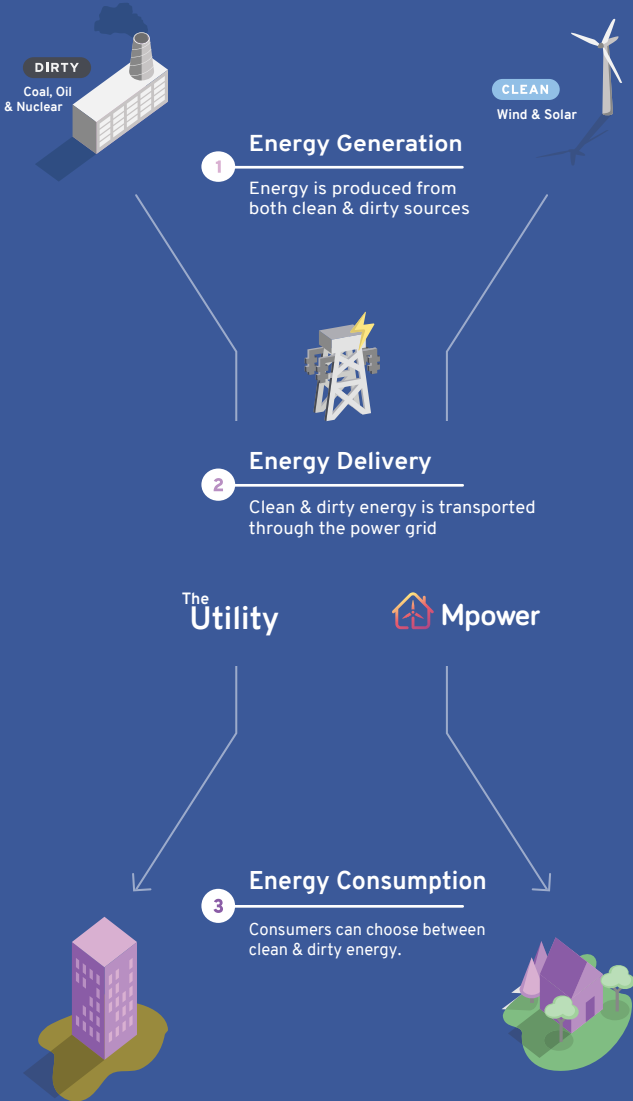 DIRTY
Coal, Oil
& Nuclear
CLEAN
Wind & Solar
Energy Generation
1
Energy is produced from
both clean & dirty sources
Energy Delivery
2
Clean & dirty energy is transported
through the power grid
The
Utility
Mpower
Energy Consumption
3
Consumers can choose between
clean & dirty energy.